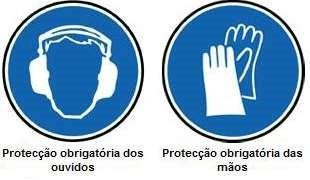 Protecção obrigatória dos
ouvidos
Protecção obrigatória das
mãos